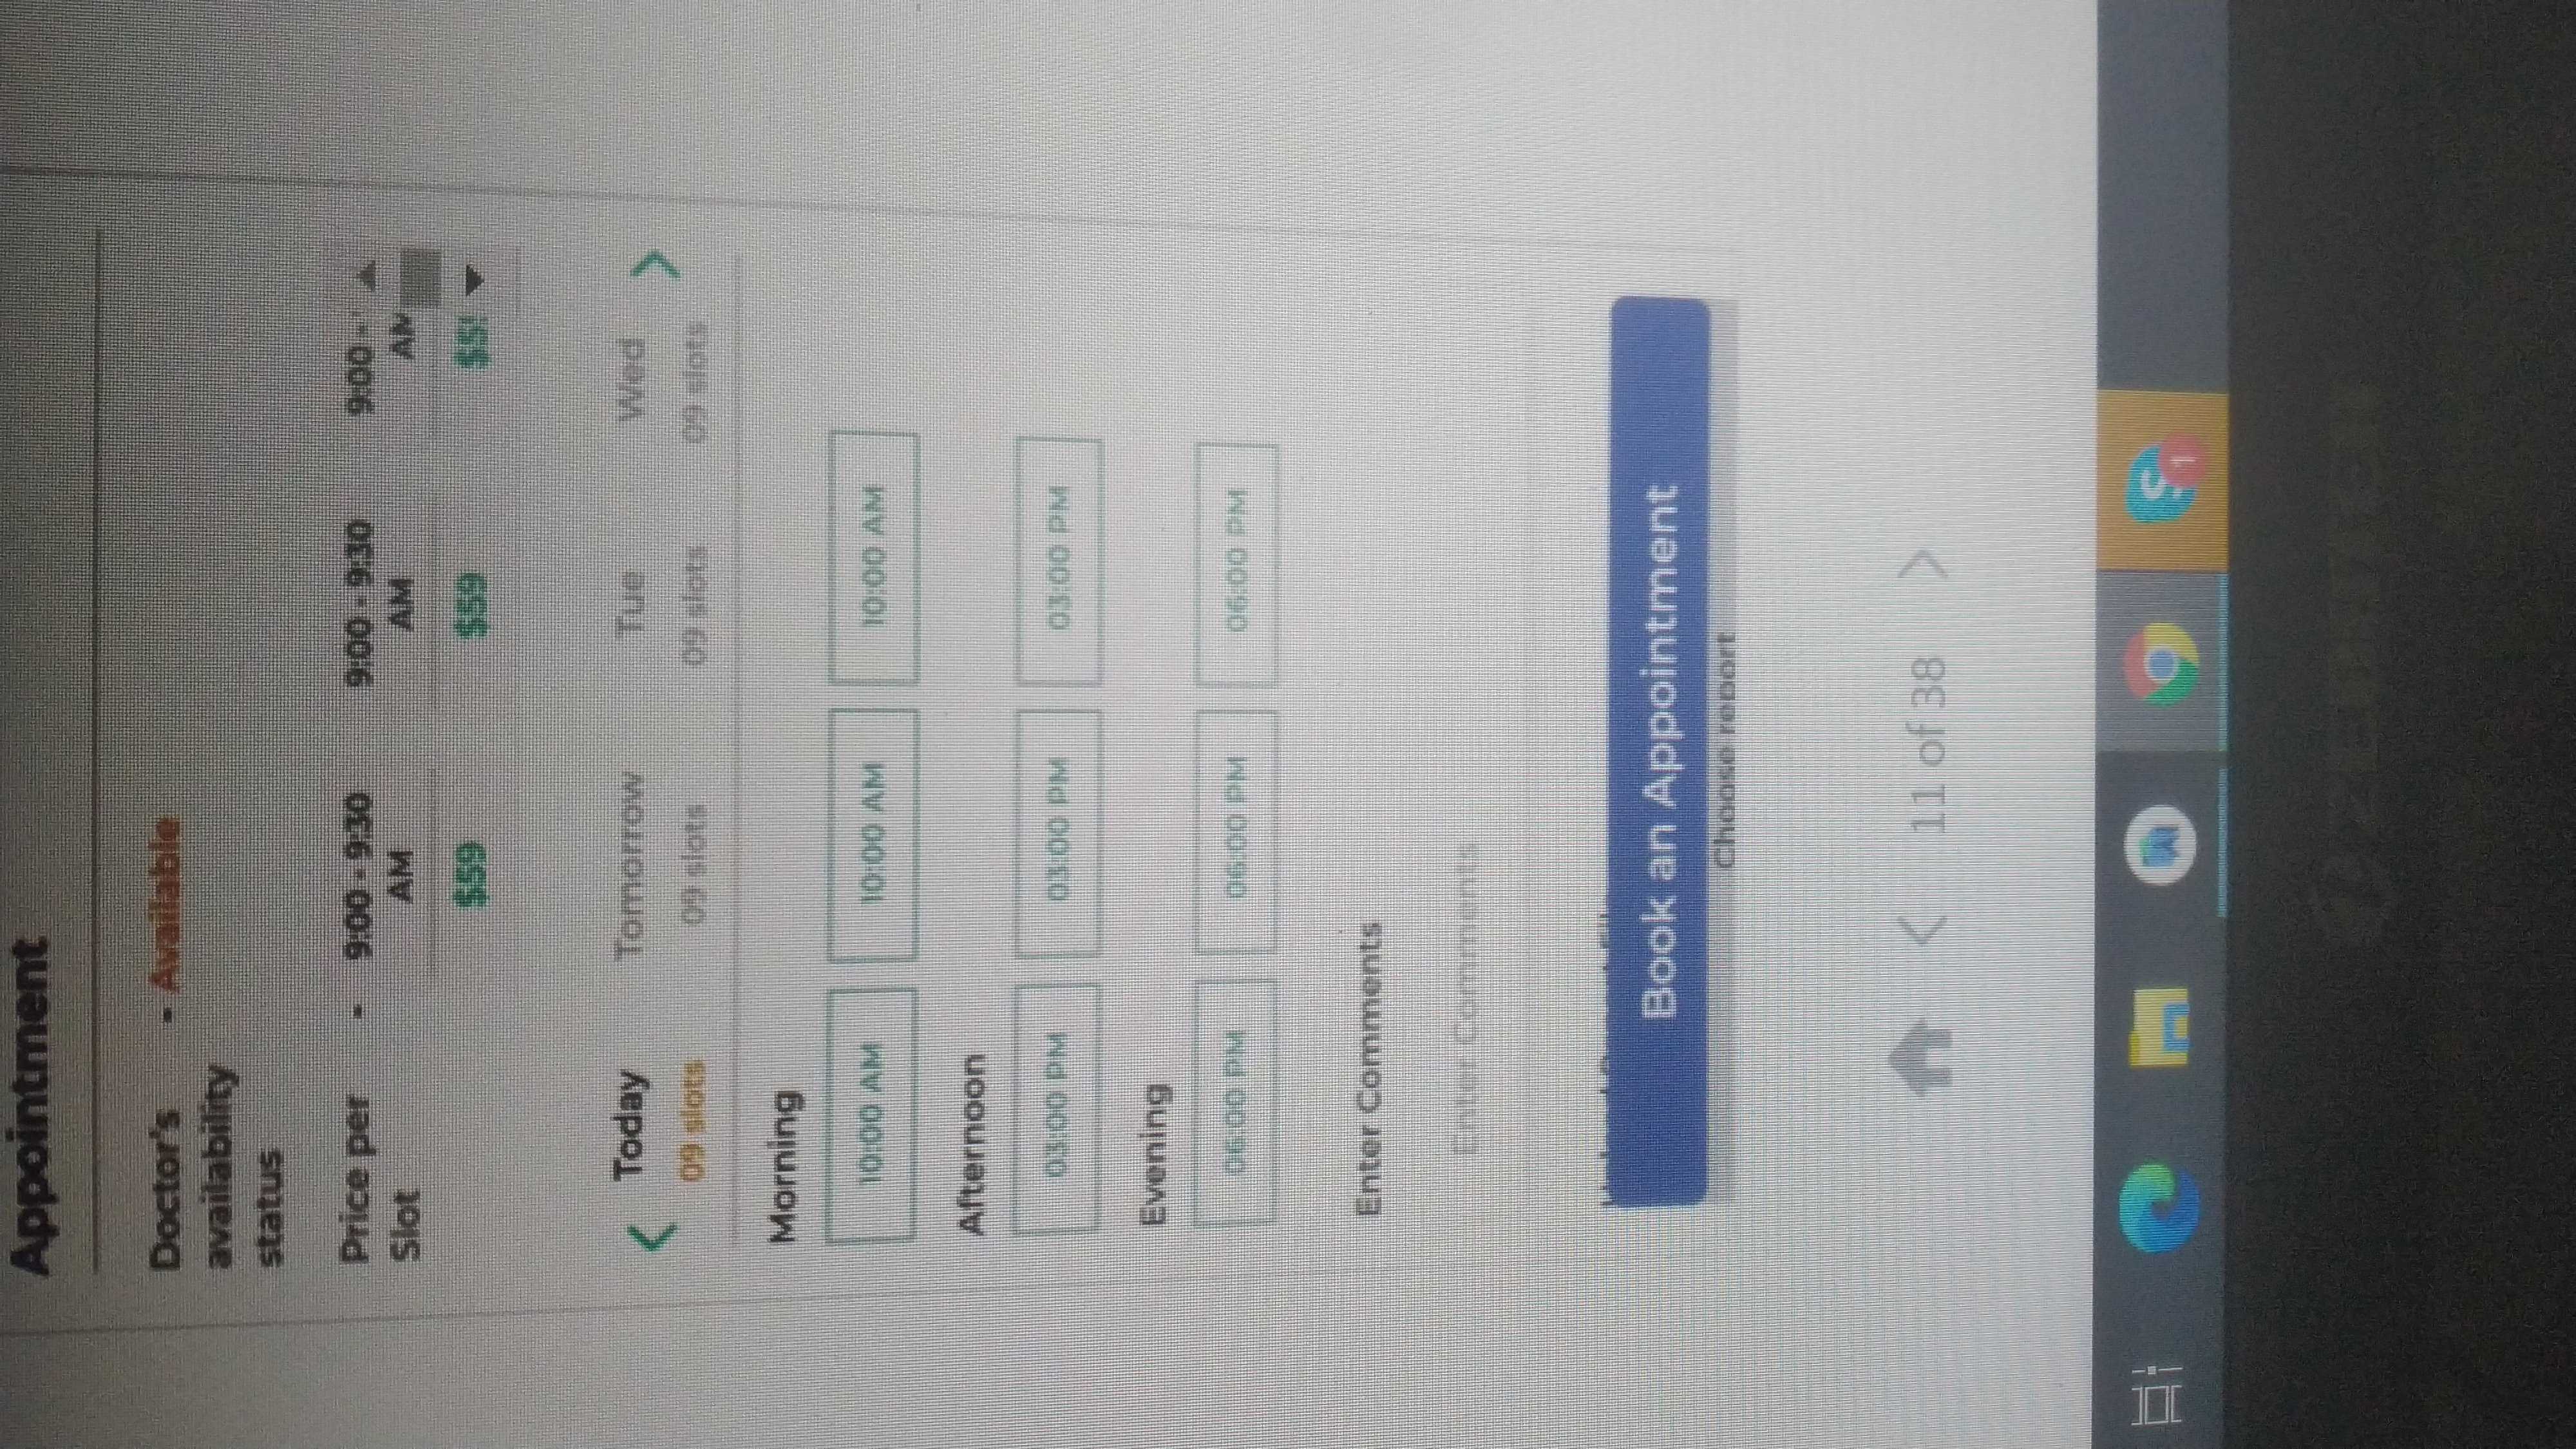 Appointment
Doctor's availability status - Available
Price per Slot - 9:00 - 9:30 AM 9:00 - 9:30 AM 9:00 - AM
$59 $59 $5
Today Tomorrow Tue Wed
09 slots 09 slots 09 slots 09 slots
Morning
10:00 AM 10:00 AM 10:00 AM
Afternoon
03:00 PM 03:00 PM 03:00 PM
Evening
06:00 PM 06:00 PM 06:00 PM
Enter Comments
Enter Comments
Book an Appointment
Choose report
11 of 38
S 1